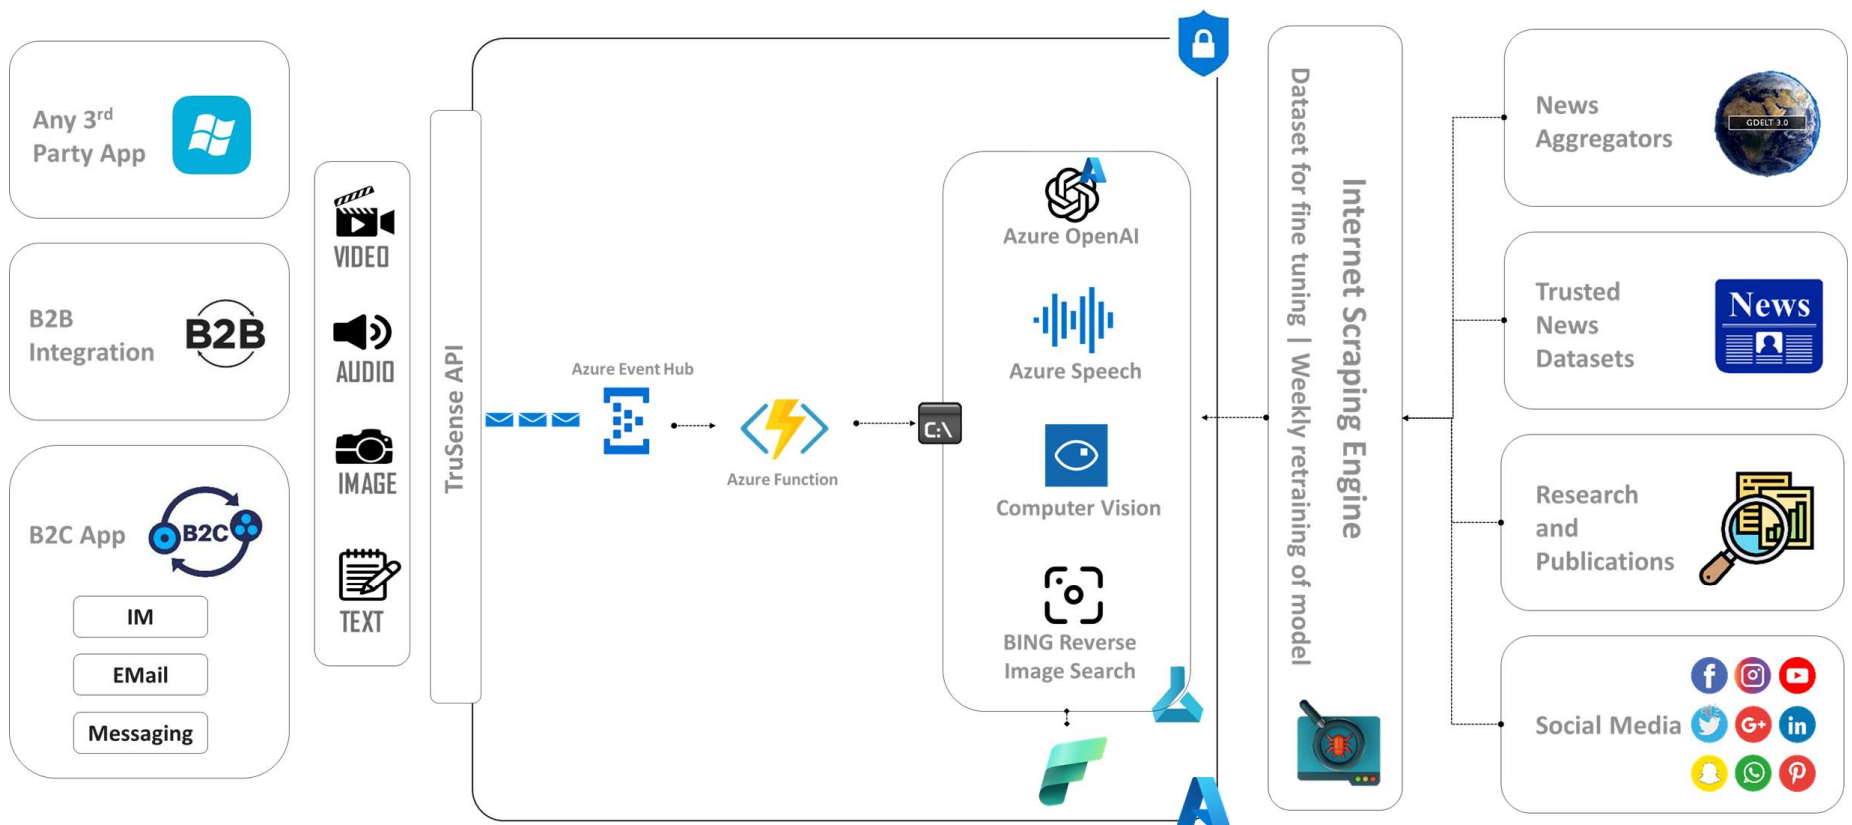 Any 3rd
Party App
B2B
Integration
B2B
B2C App
B2C
IM
EMail
Messaging
VIDEO
AUDIO
IMAGE
TEXT
TruSense API
Azure Event Hub
Azure Function
C:\
Azure OpenAI
Azure Speech
Computer Vision
BING Reverse
Image Search
Internet Scraping Engine
Dataset for fine tuning | Weekly retraining of model
News
Aggregators
GDELT 3.0
Trusted
News
Datasets
News
Research
and
Publications
Social Media
f
G+
in